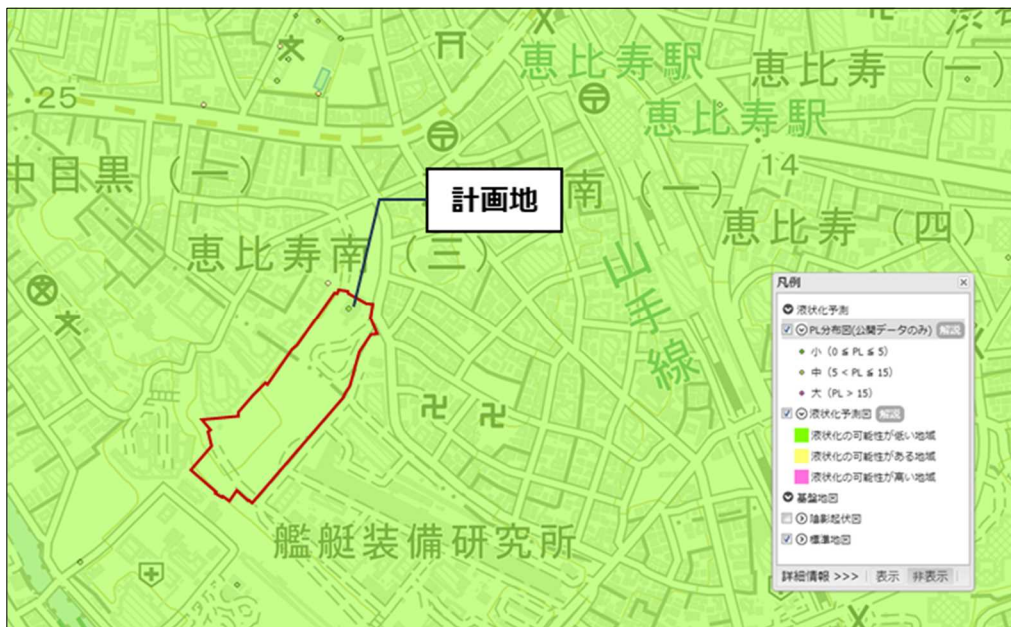 恵比寿駅
恵比寿（一）
恵比寿駅
・25
14
中目黒（一）
計画地
南（一）
恵比寿（四）
恵比寿南（三）
山手線
艦艇装備研究所
凡例
液状化予測
PL分布図(公開データのみ) 解説
小（0 ≦ PL ≦ 5）
中（5 < PL ≦ 15）
大（PL > 15）
液状化予測図 解説
液状化の可能性が低い地域
液状化の可能性がある地域
液状化の可能性が高い地域
基盤地図
陰影起伏図
標準地図
詳細情報 >>> 表示 非表示